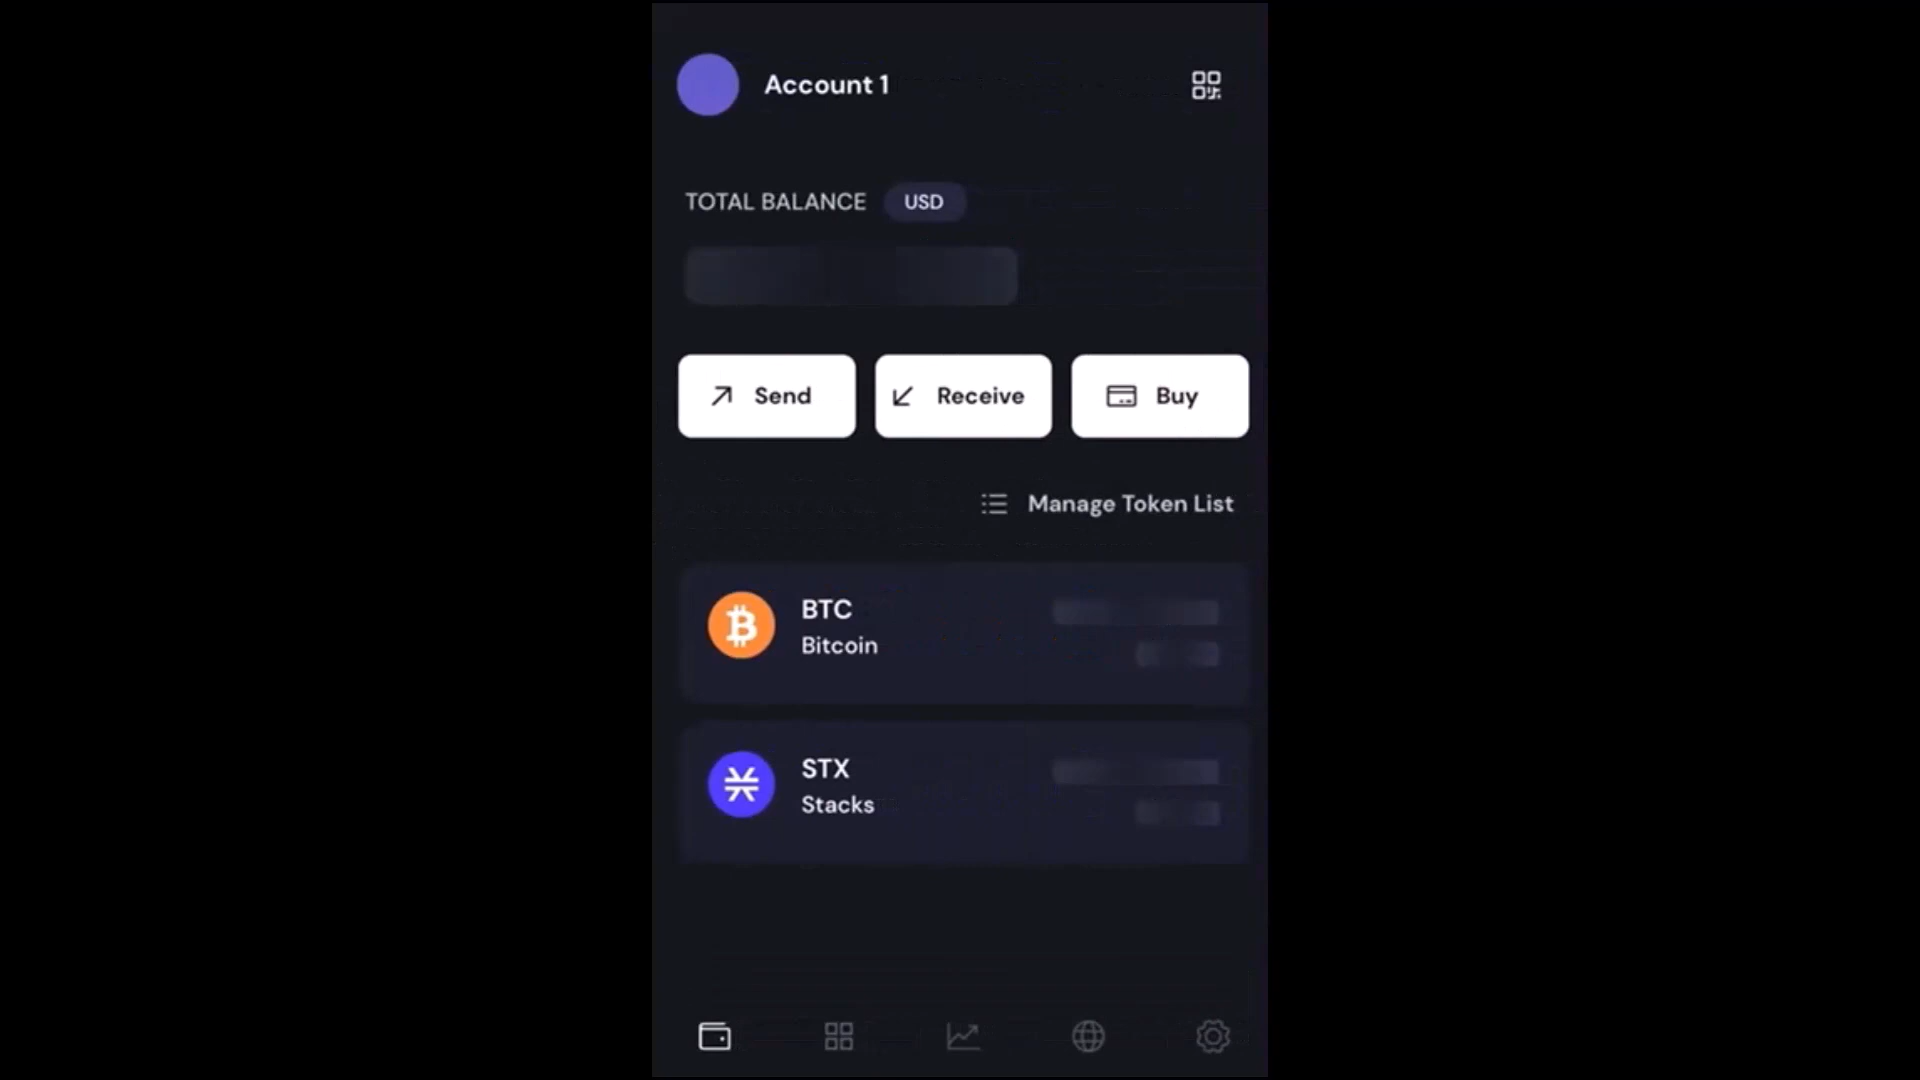 Account 1
TOTAL BALANCE USD
Send Receive Buy
Manage Token List
BTC
Bitcoin
STX
Stacks